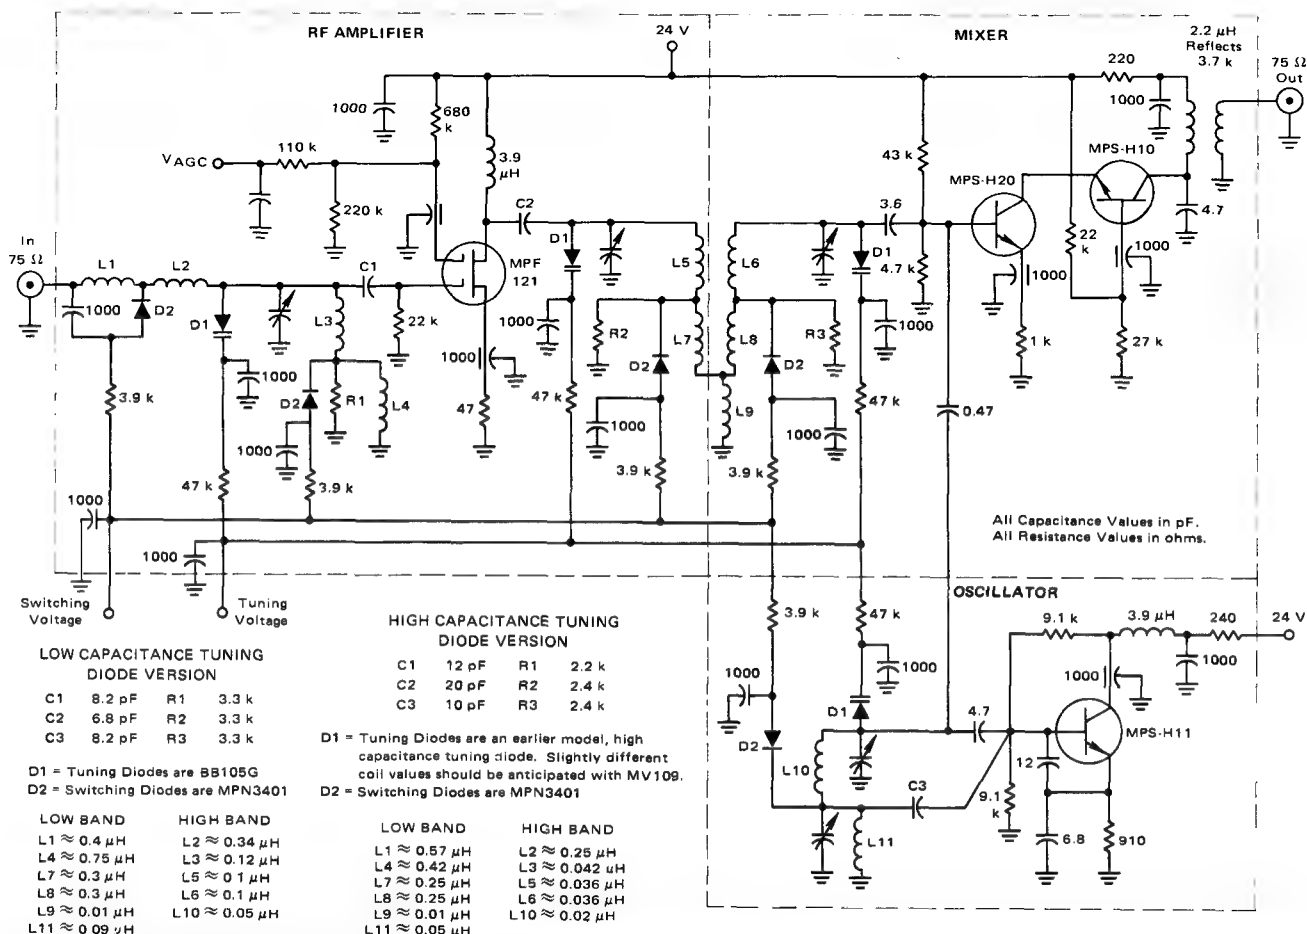 RF AMPLIFIER
24 V
MIXER
2.2 µH
Reflects
3.7 k
75 Ω
Out
220
1000
1000
680
k
110 k
VAGC
3.9
µH
43 k
MPS-H20
MPS-H10
220 k
C2
3.6
22
k
4.7
In
75 Ω
L1
L2
C1
MPF
121
D1
L5
L6
D1
4.7 k
1000
1000
1000
D2
D1
L3
22 k
1000
R2
L7
L8
R3
1000
1 k
27 k
1000
1000
D2
D2
3.9 k
D2
R1
L4
47
47 k
L9
47 k
0.47
1000
1000
1000
47 k
3.9 k
3.9 k
3.9 k
1000
1000
All Capacitance Values in pF.
All Resistance Values in ohms.
Switching
Voltage
Tuning
Voltage
OSCILLATOR
3.9 k
47 k
9.1 k
3.9 µH
240
24 V
1000
1000
1000
1000
D1
4.7
MPS-H11
D2
L10
12
C3
9.1
k
L11
6.8
910
LOW CAPACITANCE TUNING
DIODE VERSION
C1 8.2 pF R1 3.3 k
C2 6.8 pF R2 3.3 k
C3 8.2 pF R3 3.3 k
D1 = Tuning Diodes are BB105G
D2 = Switching Diodes are MPN3401
LOW BAND HIGH BAND
L1 ≈ 0.4 µH L2 ≈ 0.34 µH
L4 ≈ 0.75 µH L3 ≈ 0.12 µH
L7 ≈ 0.3 µH L5 ≈ 0.1 µH
L8 ≈ 0.3 µH L6 ≈ 0.1 µH
L9 ≈ 0.01 µH L10 ≈ 0.05 µH
L11 ≈ 0.09 µH
HIGH CAPACITANCE TUNING
DIODE VERSION
C1 12 pF R1 2.2 k
C2 20 pF R2 2.4 k
C3 10 pF R3 2.4 k
D1 = Tuning Diodes are an earlier model, high
capacitance tuning diode. Slightly different
coil values should be anticipated with MV109.
D2 = Switching Diodes are MPN3401
LOW BAND HIGH BAND
L1 ≈ 0.57 µH L2 ≈ 0.25 µH
L4 ≈ 0.42 µH L3 ≈ 0.042 µH
L7 ≈ 0.25 µH L5 ≈ 0.036 µH
L8 ≈ 0.25 µH L6 ≈ 0.036 µH
L9 ≈ 0.01 µH L10 ≈ 0.02 µH
L11 ≈ 0.05 µH